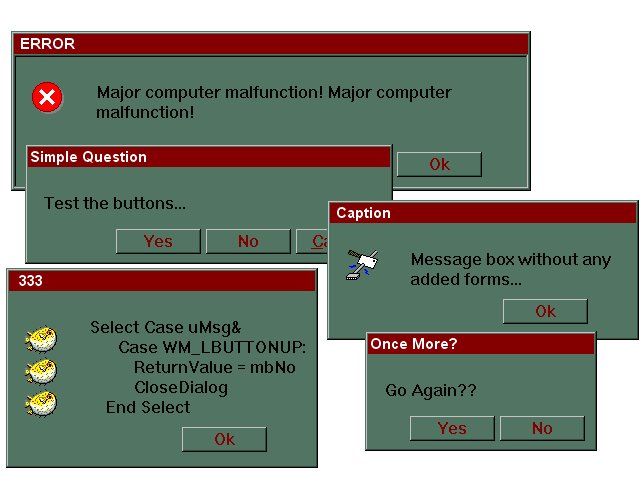 ERROR
Major computer malfunction! Major computer
malfunction!
Ok
Simple Question
Test the buttons...
Yes
No
Caption
Message box without any
added forms...
Ok
333
Select Case uMsg&
Case WM_LBUTTONUP:
ReturnValue = mbNo
CloseDialog
End Select
Ok
Once More?
Go Again??
Yes
No